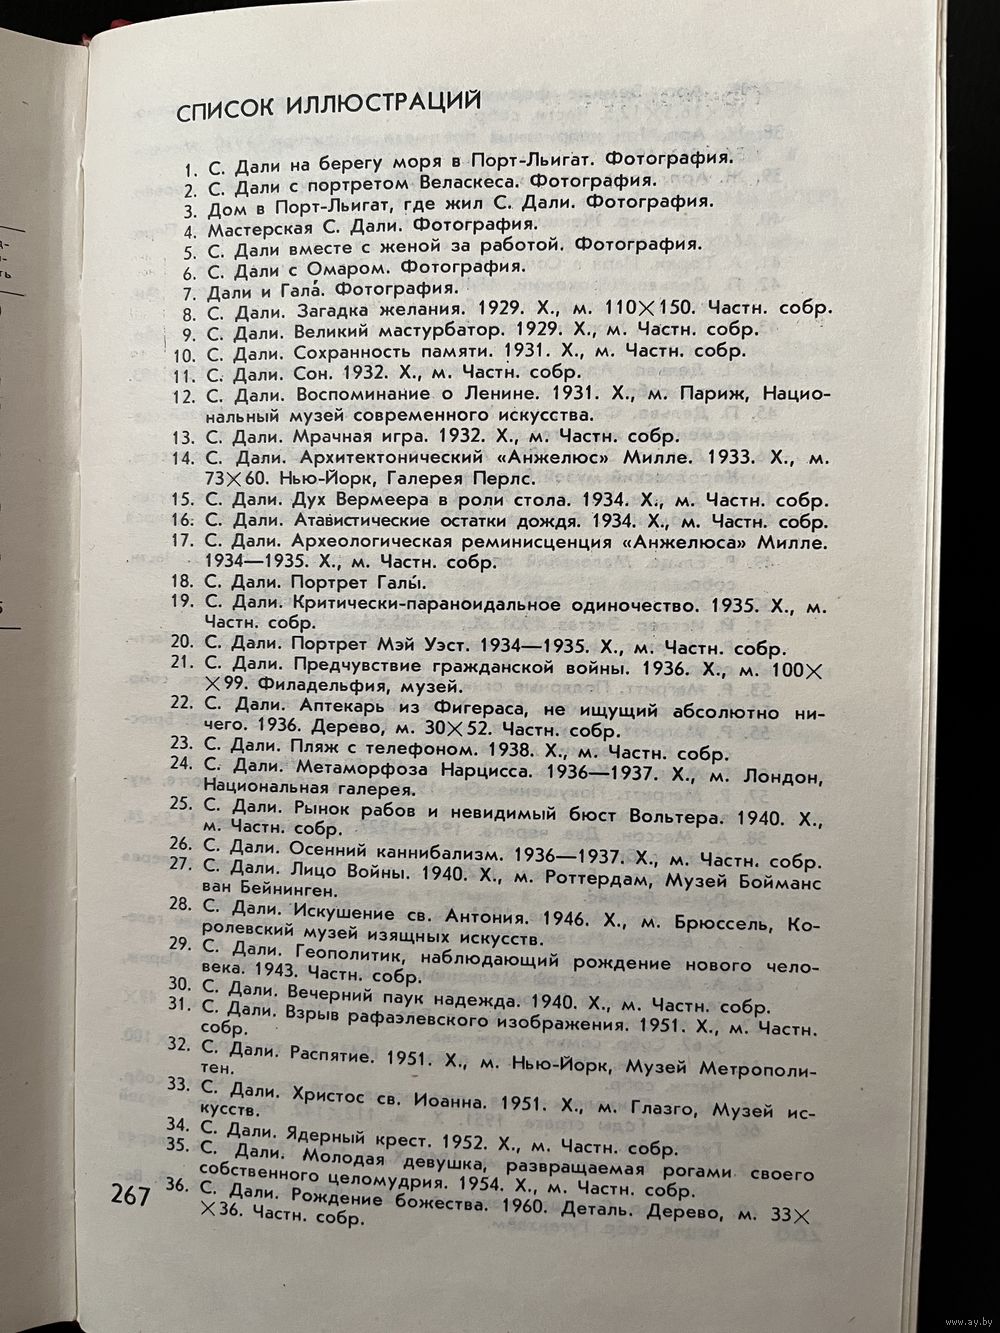 СПИСОК ИЛЛЮСТРАЦИЙ
1. С. Дали на берегу моря в Порт-Льигат. Фотография.
2. С. Дали с портретом Веласкеса. Фотография.
3. Дом в Порт-Льигат, где жил С. Дали. Фотография.
4. Мастерская С. Дали. Фотография.
5. С. Дали вместе с женой за работой. Фотография.
6. С. Дали с Омаром. Фотография.
7. Дали и Гала́. Фотография.
8. С. Дали. Загадка желания. 1929. Х., м. 110×150. Частн. собр.
9. С. Дали. Великий мастурбатор. 1929. Х., м. Частн. собр.
10. С. Дали. Сохранность памяти. 1931. Х., м. Частн. собр.
11. С. Дали. Сон. 1932. Х., м. Частн. собр.
12. С. Дали. Воспоминание о Ленине. 1931. Х., м. Париж, Национальный
нальный музей современного искусства.
13. С. Дали. Мрачная игра. 1932. Х., м. Частн. собр.
14. С. Дали. Архитектонический «Анжелюс» Милле. 1933. Х., м.
73×60. Нью-Йорк, Галерея Перлс.
15. С. Дали. Дух Вермеера в роли стола. 1934. Х., м. Частн. собр.
16. С. Дали. Атавистические остатки дождя. 1934. Х., м. Частн. собр.
17. С. Дали. Археологическая реминисценция «Анжелюса» Милле.
1934—1935. Х., м. Частн. собр.
18. С. Дали. Портрет Галы́.
19. С. Дали. Критически-параноидальное одиночество. 1935. Х., м.
Частн. собр.
20. С. Дали. Портрет Мэй Уэст. 1934—1935. Х., м. Частн. собр.
21. С. Дали. Предчувствие гражданской войны. 1936. Х., м. 100×
×99. Филадельфия, музей.
22. С. Дали. Аптекарь из Фигераса, не ищущий абсолютно ни-
чего. 1936. Дерево, м. 30×52. Частн. собр.
23. С. Дали. Пляж с телефоном. 1938. Х., м. Частн. собр.
24. С. Дали. Метаморфоза Нарцисса. 1936—1937. Х., м. Лондон,
Национальная галерея.
25. С. Дали. Рынок рабов и невидимый бюст Вольтера. 1940. Х.,
м. Частн. собр.
26. С. Дали. Осенний каннибализм. 1936—1937. Х., м. Частн. собр.
27. С. Дали. Лицо Войны. 1940. Х., м. Роттердам, Музей Бойманс
ван Бейнинген.
28. С. Дали. Искушение св. Антония. 1946. Х., м. Брюссель, Ко-
ролевский музей изящных искусств.
29. С. Дали. Геополитик, наблюдающий рождение нового чело-
века. 1943. Частн. собр.
30. С. Дали. Вечерний паук надежда. 1940. Х., м. Частн. собр.
31. С. Дали. Взрыв рафаэлевского изображения. 1951. Х., м. Частн.
собр.
32. С. Дали. Распятие. 1951. Х., м. Нью-Йорк, Музей Метрополи-
тен.
33. С. Дали. Христос св. Иоанна. 1951. Х., м. Глазго, Музей ис-
кусств.
34. С. Дали. Ядерный крест. 1952. Х., м. Частн. собр.
35. С. Дали. Молодая девушка, развращаемая рогами своего
собственного целомудрия. 1954. Х., м. Частн. собр.
36. С. Дали. Рождение божества. 1960. Деталь. Дерево, м. 33×
×36. Частн. собр.
267
www.ay.by